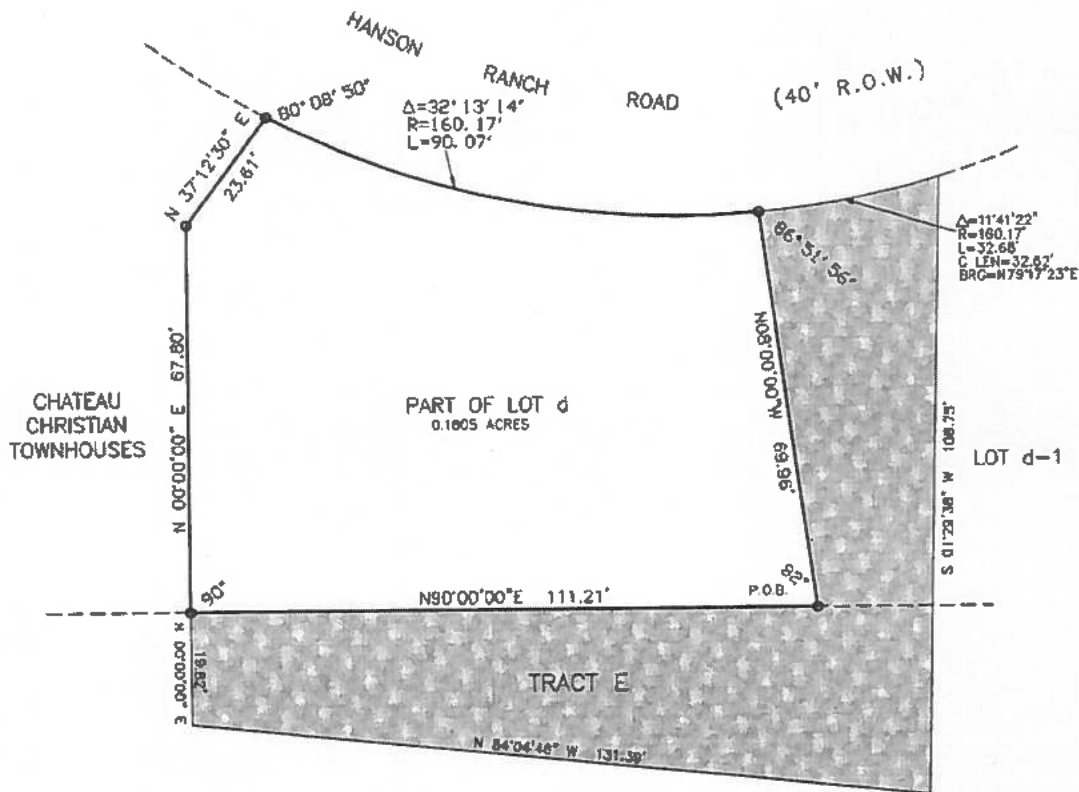 HANSON RANCH ROAD (40' R.O.W.)
80° 08' 50"
Δ=32° 13' 14"
R=160.17'
L=90.07'
N 37°12'30" E
23.61'
86° 51' 56"
Δ=11°41'22"
R=160.17'
L=32.68'
C LEN=32.62'
BRG=N79°17'23"E
N 00°00'00" E 67.80'
N08°00'00"W 69.96'
CHATEAU
CHRISTIAN
TOWNHOUSES
PART OF LOT d
0.1805 ACRES
LOT d-1
S 01°29'38" W 108.75'
90°
N90°00'00"E 111.21'
P.O.B.
82°
19.82'
TRACT E
N 84°04'48" W 131.39'